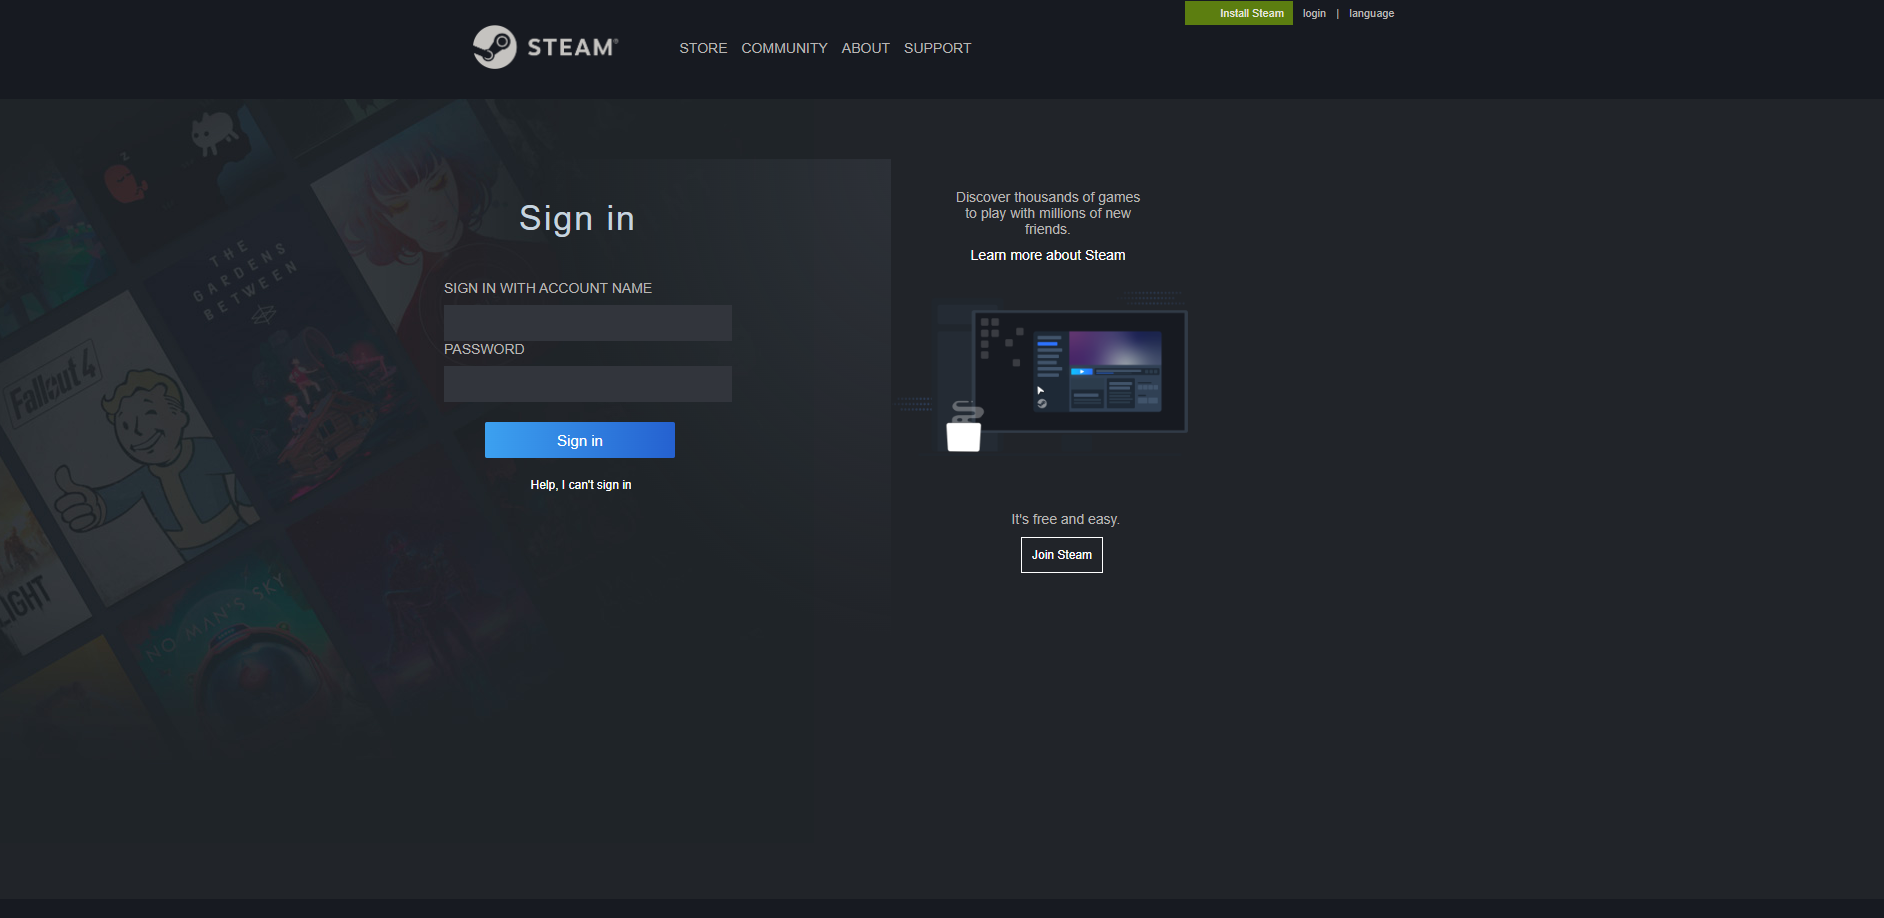 Install Steam
login | language
STEAM®
STORE COMMUNITY ABOUT SUPPORT
Sign in
SIGN IN WITH ACCOUNT NAME
PASSWORD
Sign in
Help, I can't sign in
Discover thousands of games
to play with millions of new
friends.
Learn more about Steam
It's free and easy.
Join Steam
Z
THE
GARDENS
BETWEEN
Fallout 4
LIGHT
NO MAN'S SKY